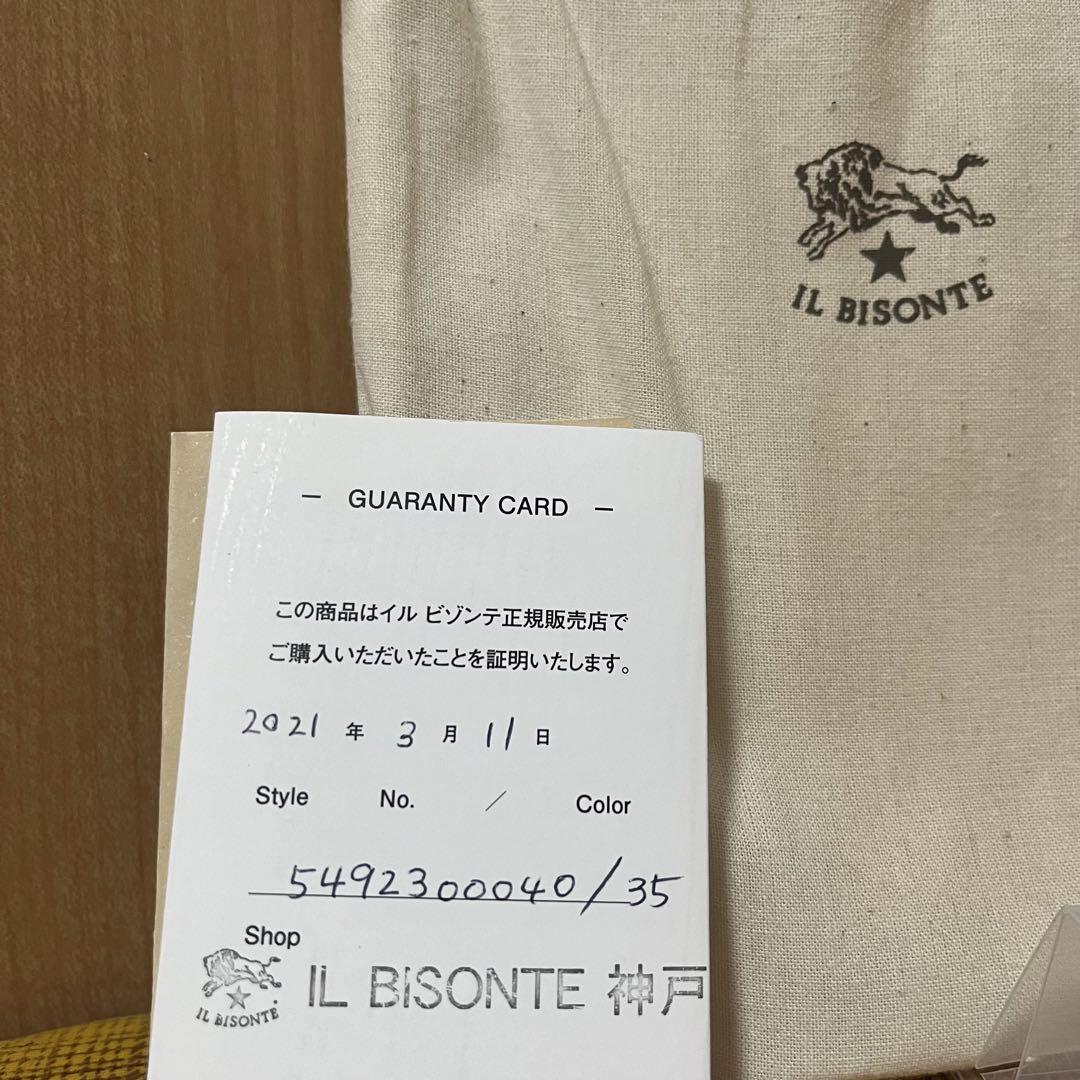 IL BISONTE
— GUARANTY CARD —
この商品はイル ビゾンテ正規販売店で
ご購入いただいたことを証明いたします。
2021 年 3 月 11 日
Style No. / Color
5492300040/35
Shop
IL BISONTE
IL BISONTE 神戸